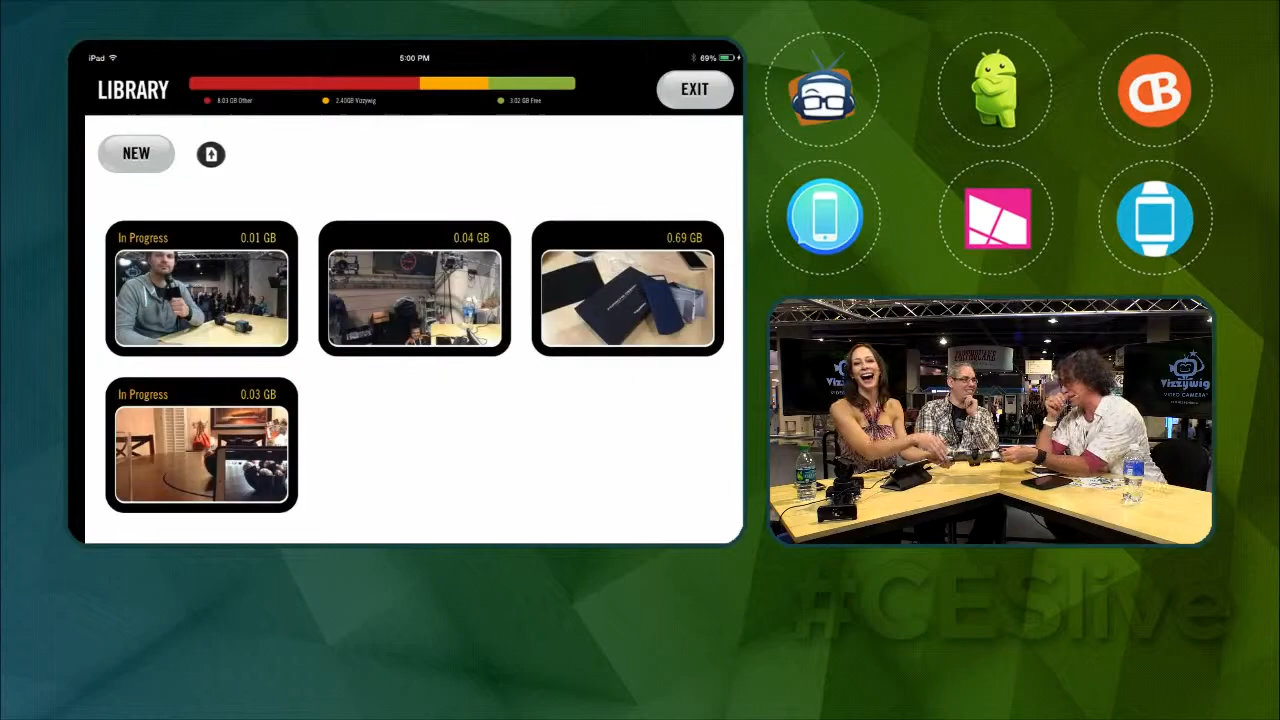 iPad
5:00 PM
69%
LIBRARY
8.03 GB Other
2.40GB Vizzywig
3.02 GB Free
EXIT
NEW
In Progress
0.01 GB
0.04 GB
0.69 GB
In Progress
0.03 GB
Vizzywig
VIDEO CAMERA
#CESlive